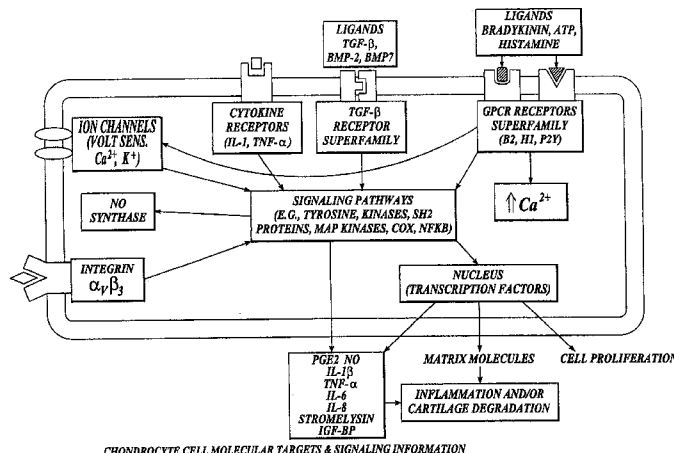 LIGANDS
TGF-β,
BMP-2, BMP7
LIGANDS
BRADYKININ, ATP,
HISTAMINE
CYTOKINE
RECEPTORS
(IL-1, TNF-α)
TGF-β
RECEPTOR
SUPERFAMILY
GPCR RECEPTORS
SUPERFAMILY
(B2, H1, P2Y)
ION CHANNELS
(VOLT SENS.
Ca2+, K+)
NO
SYNTHASE
SIGNALING PATHWAYS
(E.G., TYROSINE, KINASES, SH2
PROTEINS, MAP KINASES, COX, NFKB)
⇑Ca2+
INTEGRIN
αVβ3
NUCLEUS
(TRANSCRIPTION FACTORS)
PGE2 NO
IL-1β
TNF-α
IL-6
IL-8
STROMELYSIN
IGF-BP
MATRIX MOLECULES
CELL PROLIFERATION
INFLAMMATION AND/OR
CARTILAGE DEGRADATION
CHONDROCYTE CELL MOLECULAR TARGETS & SIGNALING INFORMATION